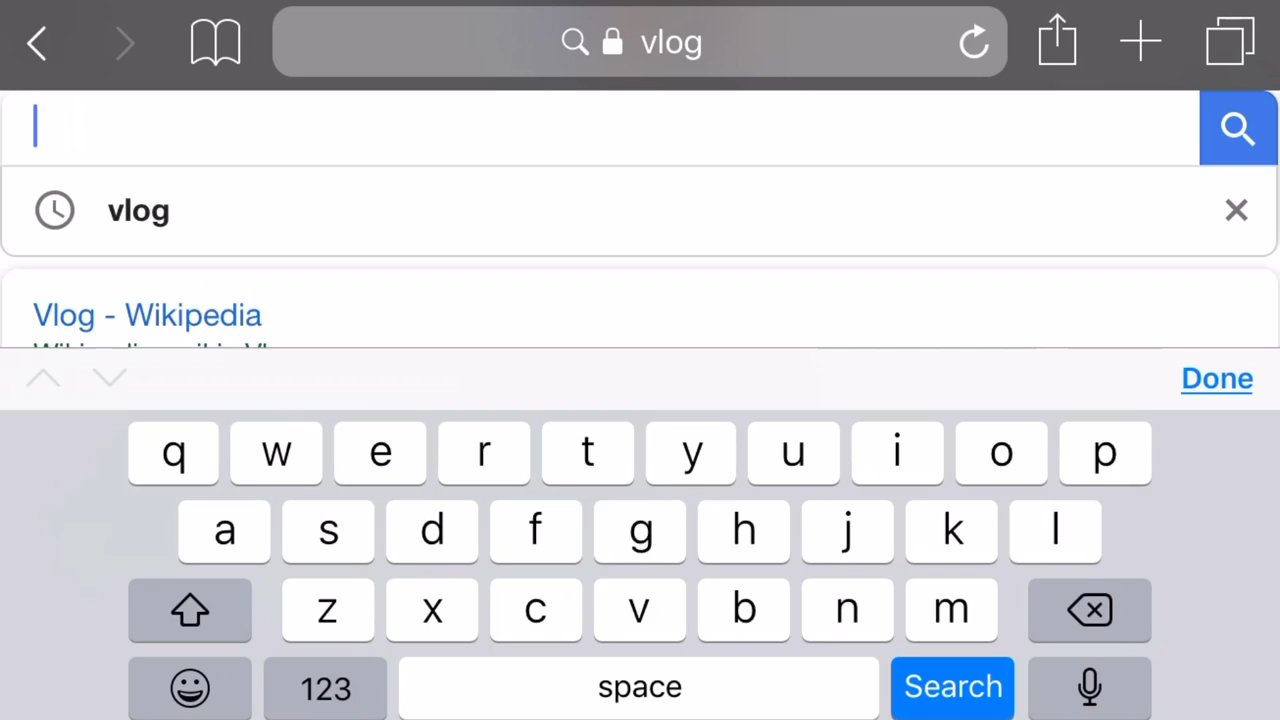 vlog
vlog
Vlog - Wikipedia
Done
q w e r t y u i o p
a s d f g h j k l
z x c v b n m
123 space Search